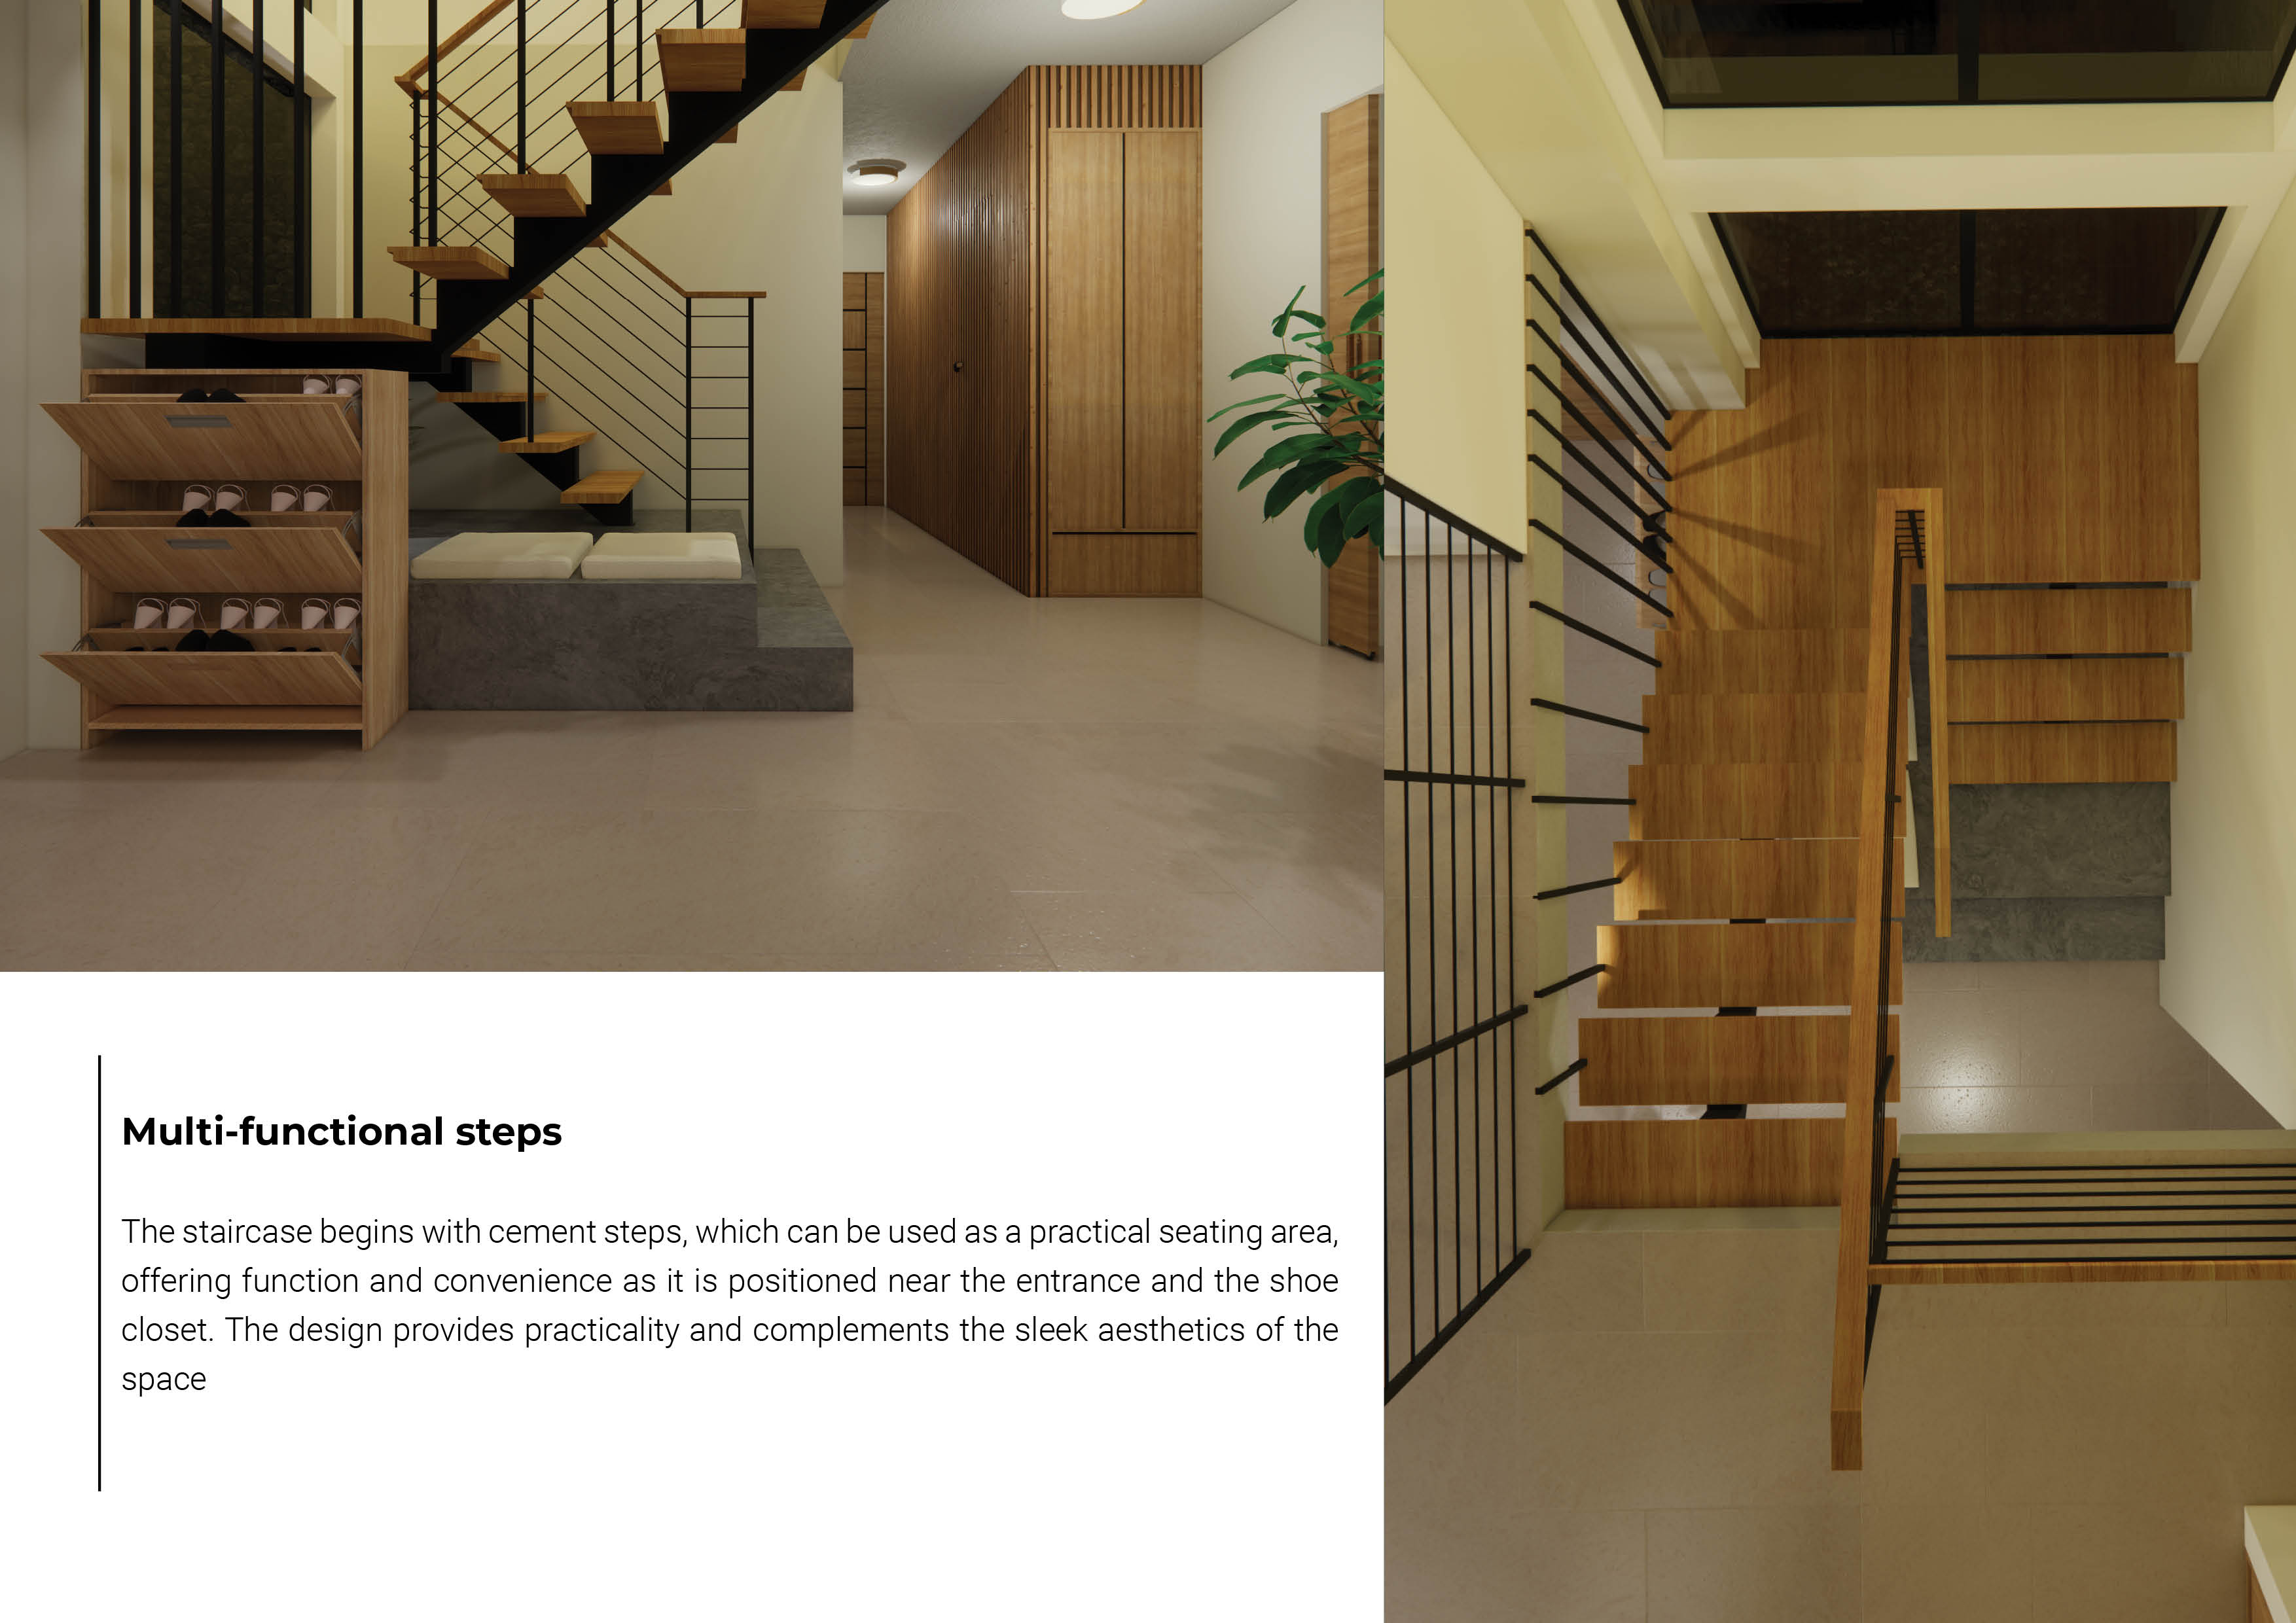 Multi-functional steps
The staircase begins with cement steps, which can be used as a practical seating area,
offering function and convenience as it is positioned near the entrance and the shoe
closet. The design provides practicality and complements the sleek aesthetics of the
space